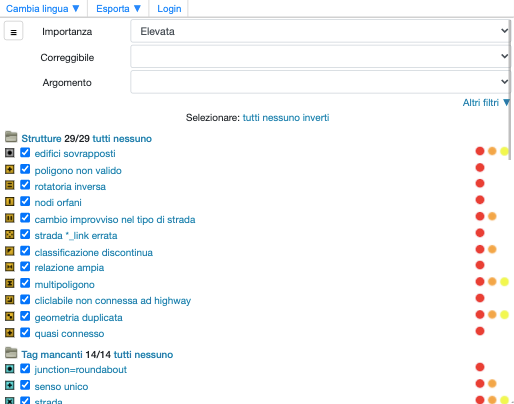 Cambia lingua ▼ Esporta ▼ Login
≡ Importanza Elevata
Correggibile
Argomento
Altri filtri ▼
Selezionare: tutti nessuno inverti
Strutture 29/29 tutti nessuno
edifici sovrapposti
poligono non valido
rotatoria inversa
nodi orfani
cambio improvviso nel tipo di strada
strada *_link errata
classificazione discontinua
relazione ampia
multipoligono
cliclabile non connessa ad highway
geometria duplicata
quasi connesso
Tag mancanti 14/14 tutti nessuno
junction=roundabout
senso unico
strada